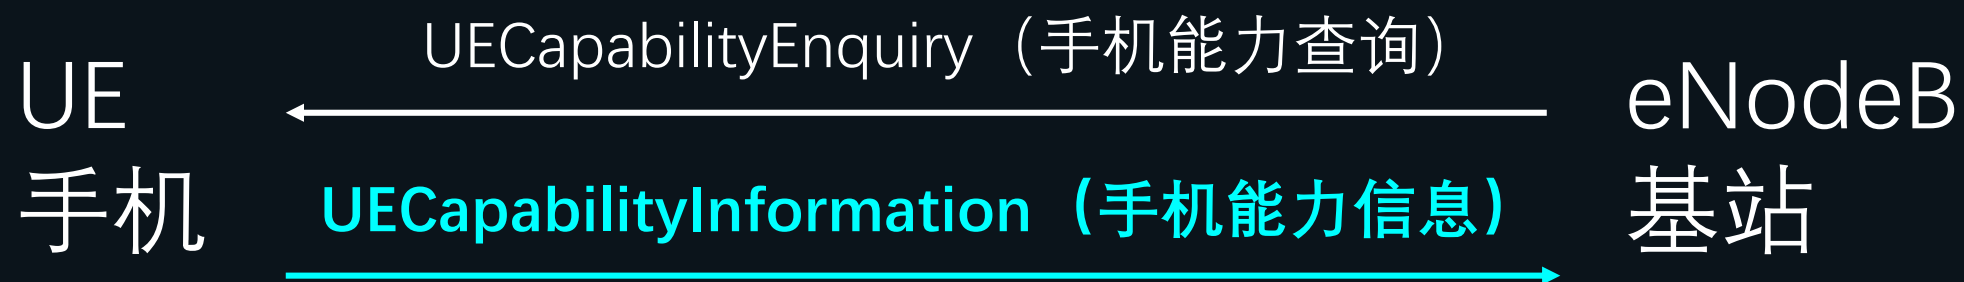 UE
手机
UECapabilityEnquiry（手机能力查询）
UECapabilityInformation（手机能力信息）
eNodeB
基站